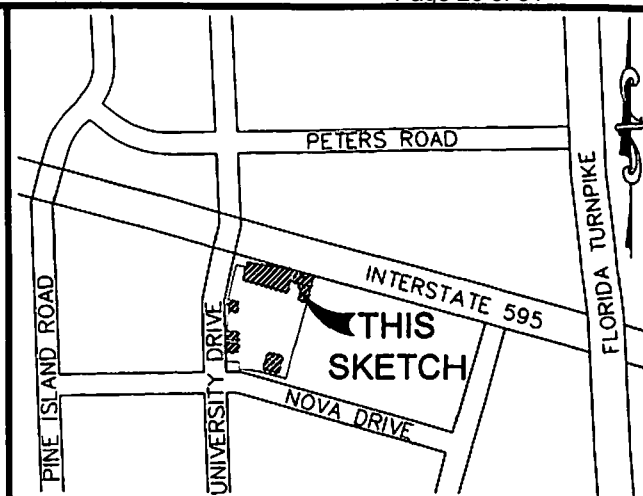 PETERS ROAD
FLORIDA TURNPIKE
INTERSTATE 595
THIS
SKETCH
PINE ISLAND ROAD
UNIVERSITY DRIVE
NOVA DRIVE